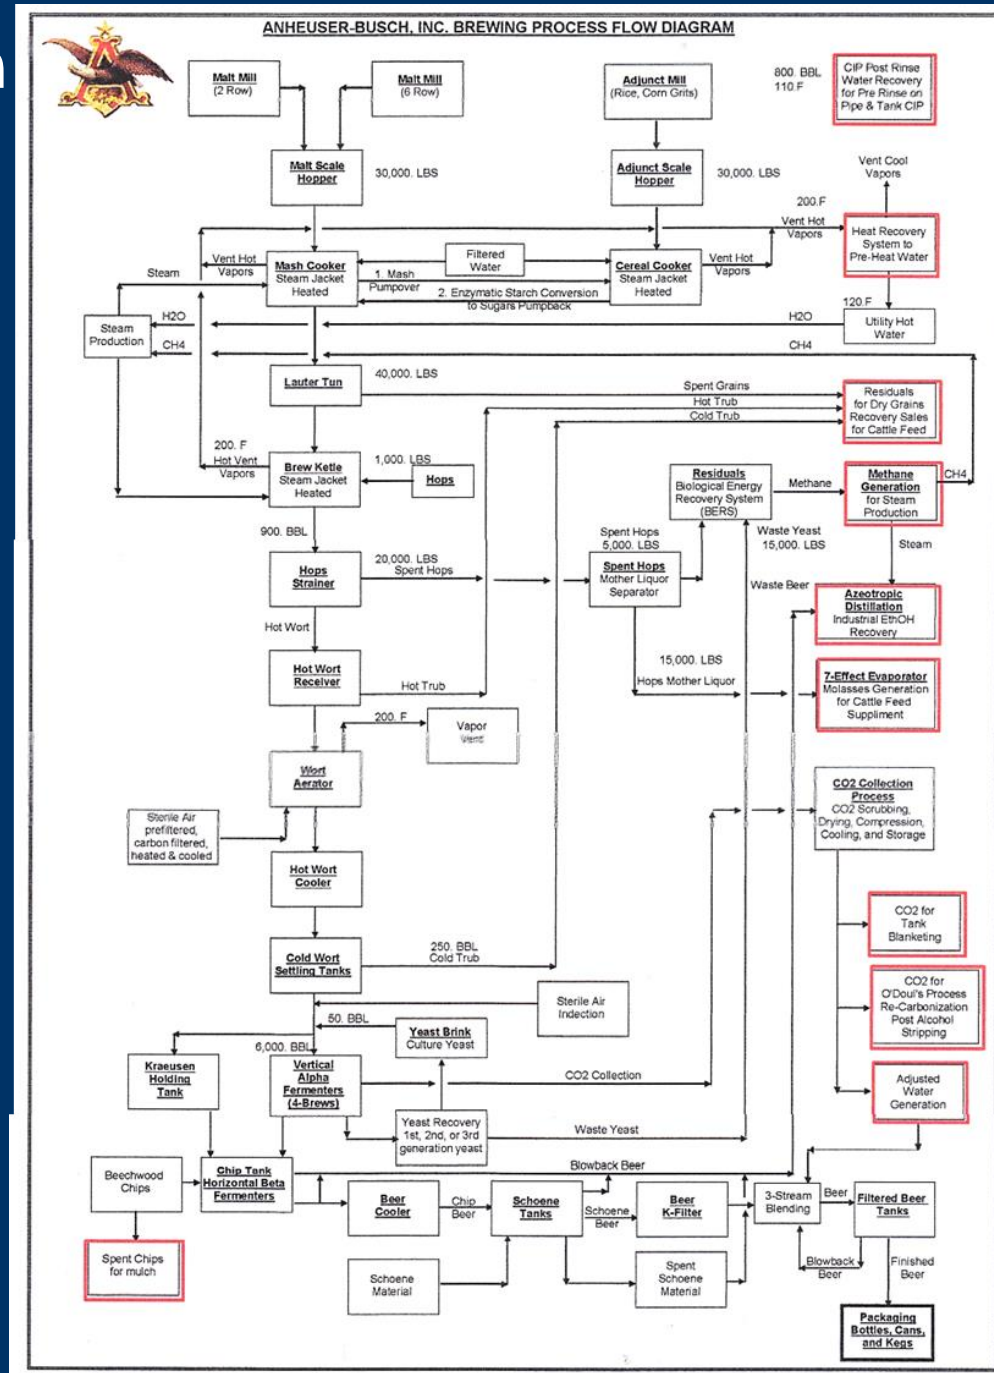 n
ANHEUSER-BUSCH, INC. BREWING PROCESS FLOW DIAGRAM
Malt Mill
(2 Row)
Malt Mill
(6 Row)
Adjunct Mill
(Rice, Corn Grits)
800. BBL
110.F
CIP Post Rinse
Water Recovery
for Pre Rinse on
Pipe & Tank CIP
Malt Scale
Hopper
30,000. LBS
Adjunct Scale
Hopper
30,000. LBS
Vent Cool
Vapors
200.F
Vent Hot
Vapors
Heat Recovery
System to
Pre-Heat Water
Steam
Vent Hot
Vapors
Mash Cooker
Steam Jacket
Heated
Filtered
Water
1. Mash
Pumpover
2. Enzymatic Starch Conversion
to Sugars Pumpback
Cereal Cooker
Steam Jacket
Heated
Vent Hot
Vapors
120.F
Steam
Production
H2O
H2O
Utility Hot
Water
CH4
CH4
Lauter Tun
40,000. LBS
Spent Grains
Hot Trub
Cold Trub
Residuals
for Dry Grains
Recovery Sales
for Cattle Feed
200. F
Hot Vent
Vapors
Brew Ketle
Steam Jacket
Heated
1,000. LBS
Hops
Residuals
Biological Energy
Recovery System
(BERS)
Methane
Methane
Generation
for Steam
Production
CH4
900. BBL
Hops
Strainer
20,000. LBS
Spent Hops
Spent Hops
5,000. LBS
Spent Hops
Mother Liquor
Separator
Waste Yeast
15,000. LBS
Steam
Waste Beer
Azeotropic
Distillation
Industrial EthOH
Recovery
Hot Wort
Hot Wort
Receiver
Hot Trub
15,000. LBS
Hops Mother Liquor
7-Effect Evaporator
Molasses Generation
for Cattle Feed
Suppliment
200. F
Vapor
Vent
Wort
Aerator
Sterile Air
prefiltered,
carbon filtered,
heated & cooled
CO2 Collection
Process
CO2 Scrubbing,
Drying, Compression,
Cooling, and Storage
Hot Wort
Cooler
CO2 for
Tank
Blanketing
Cold Wort
Settling Tanks
250. BBL
Cold Trub
Sterile Air
Indection
CO2 for
O'Doul's Process
Re-Carbonization
Post Alcohol
Stripping
50. BBL
Yeast Brink
Culture Yeast
6,000. BBL
Kraeusen
Holding
Tank
Vertical
Alpha
Fermenters
(4-Brews)
CO2 Collection
Adjusted
Water
Generation
Yeast Recovery
1st, 2nd, or 3rd
generation yeast
Waste Yeast
Beechwood
Chips
Chip Tank
Horizontal Beta
Fermenters
Blowback Beer
Beer
Cooler
Chip
Beer
Schoene
Tanks
Schoene
Beer
Beer
K-Filter
3-Stream
Blending
Beer
Filtered Beer
Tanks
Spent Chips
for mulch
Schoene
Material
Spent
Schoene
Material
Blowback
Beer
Finished
Beer
Packaging
Bottles, Cans,
and Kegs